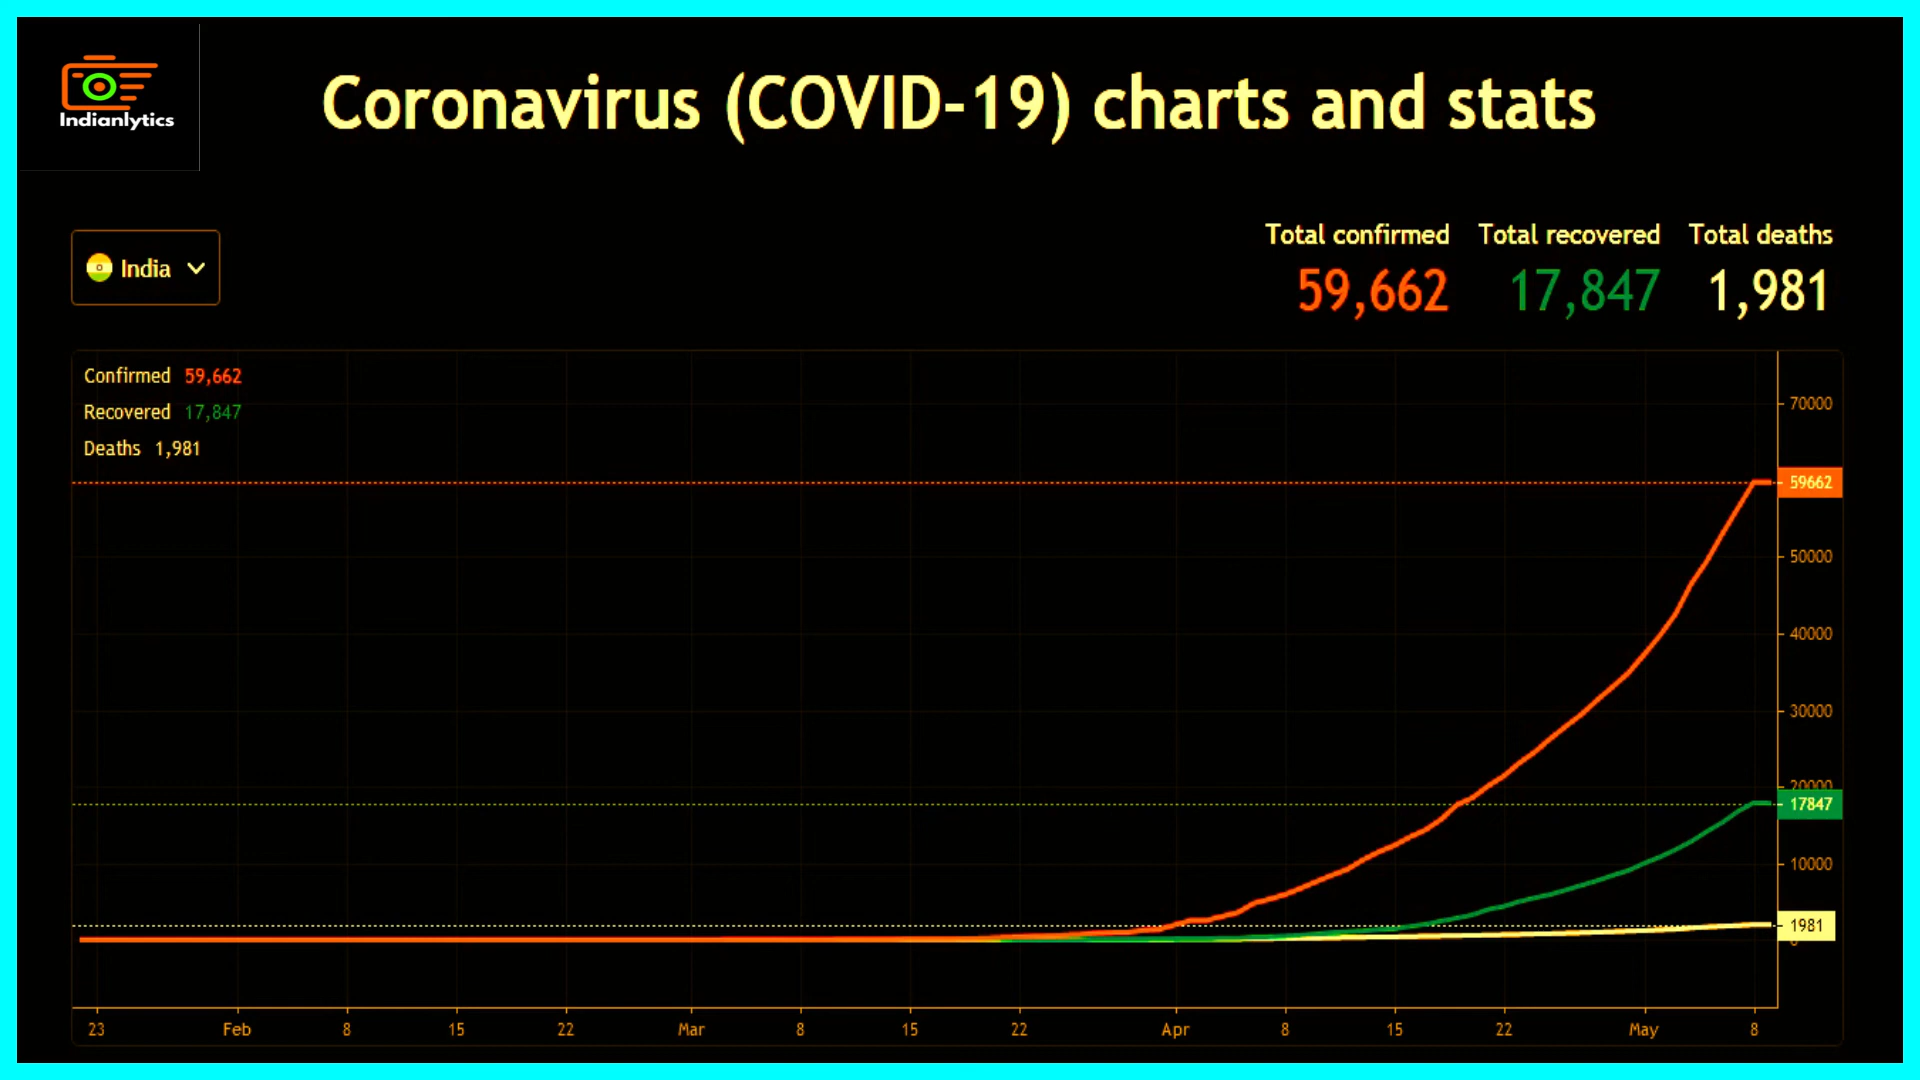 Indianlytics
Coronavirus (COVID-19) charts and stats
India
Total confirmed Total recovered Total deaths
59,662 17,847 1,981
Confirmed 59,662
Recovered 17,847
Deaths 1,981
70000
59662
50000
40000
30000
20000
17847
10000
1981
0
23 Feb 8 15 22 Mar 8 15 22 Apr 8 15 22 May 8